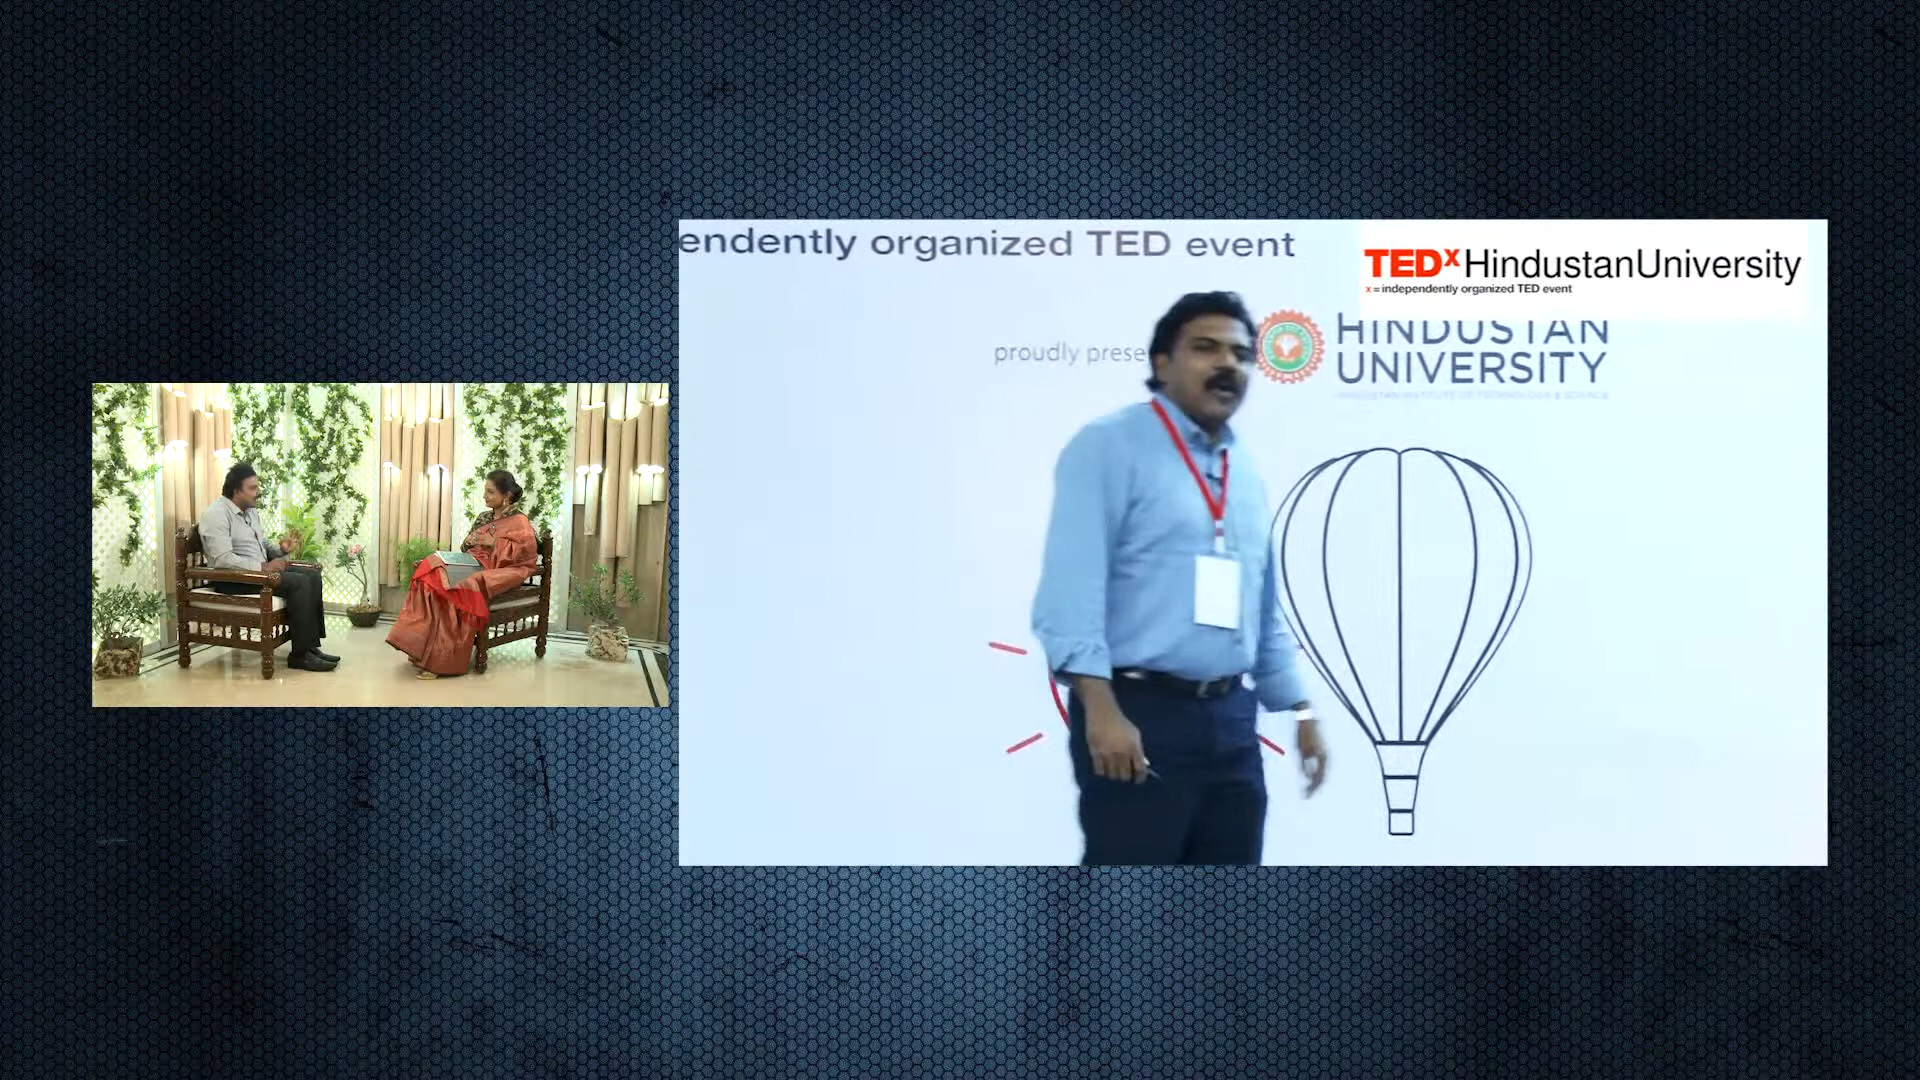 endently organized TED event
TEDx HindustanUniversity
x = independently organized TED event
proudly prese
HINDUSTAN
UNIVERSITY